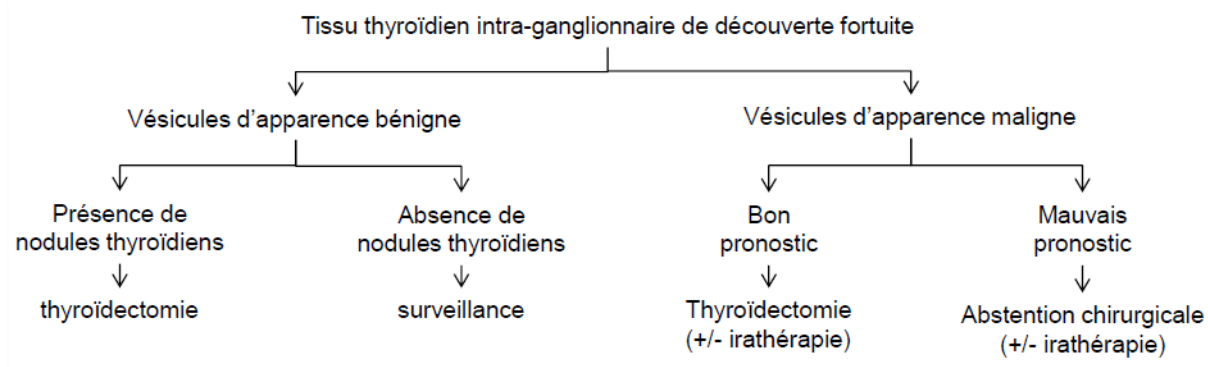 Tissu thyroïdien intra-ganglionnaire de découverte fortuite
Vésicules d'apparence bénigne
Vésicules d'apparence maligne
Présence de
nodules thyroïdiens
Absence de
nodules thyroïdiens
Bon
pronostic
Mauvais
pronostic
thyroïdectomie
surveillance
Thyroïdectomie
(+/- irathérapie)
Abstention chirurgicale
(+/- irathérapie)